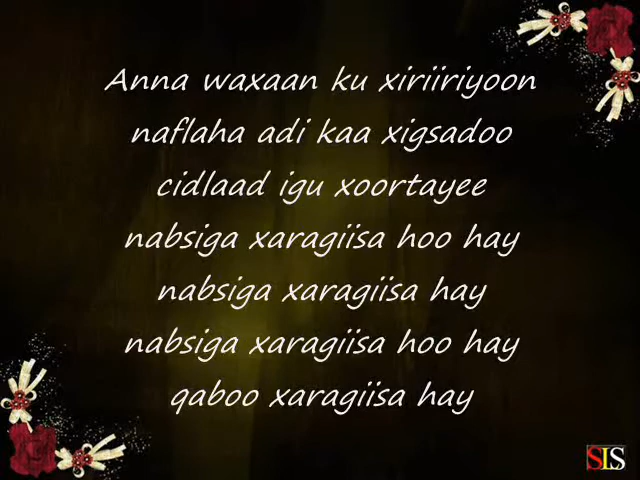 Anna waxaan ku xiriiriyoon
naflaha adi kaa xigsadoo
cidlaad igu xoortayee
nabsiga xaragiisa hoo hay
nabsiga xaragiisa hay
nabsiga xaragiisa hoo hay
qaboo xaragiisa hay
SLS